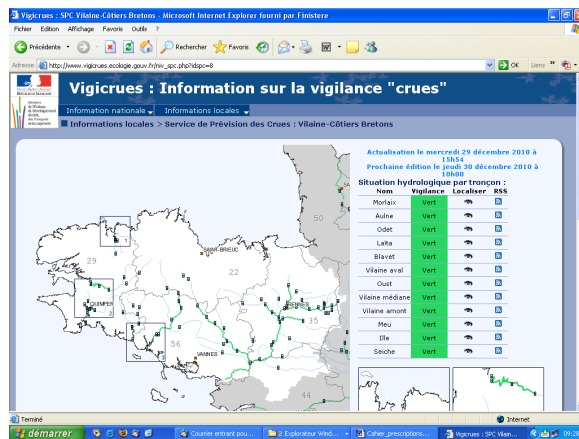 Vigicrues : SPC Vilaine-Côtiers Bretons - Microsoft Internet Explorer fourni par Finistere
Fichier Edition Affichage Favoris Outils ?
Précédente Rechercher Favoris
Adresse http://www.vigicrues.ecologie.gouv.fr/niv_spc.php?idspc=8 OK Liens »
Vigicrues : Information sur la vigilance "crues"
Information nationale Informations locales
Informations locales > Service de Prévision des Crues : Vilaine-Côtiers Bretons
Actualisation le mercredi 29 décembre 2010 à
15h54
Prochaine édition le jeudi 30 décembre 2010 à
10h00
Situation hydrologique par tronçon :
Nom Vigilance Localiser RSS
Morlaix Vert
Aulne Vert
Odet Vert
Laïta Vert
Blavet Vert
Vilaine aval Vert
Oust Vert
Vilaine médiane Vert
Vilaine amont Vert
Meu Vert
Ille Vert
Seiche Vert
50
1
29
SAINT-BRIEUC
22
QUIMPER
2
RENNES
35
3
56
VANNES
44
Terminé Internet
démarrer Courrier entrant pou... 2 Explorateur Wind... Cahier_prescriptions... Vigicrues : SPC Vilain...